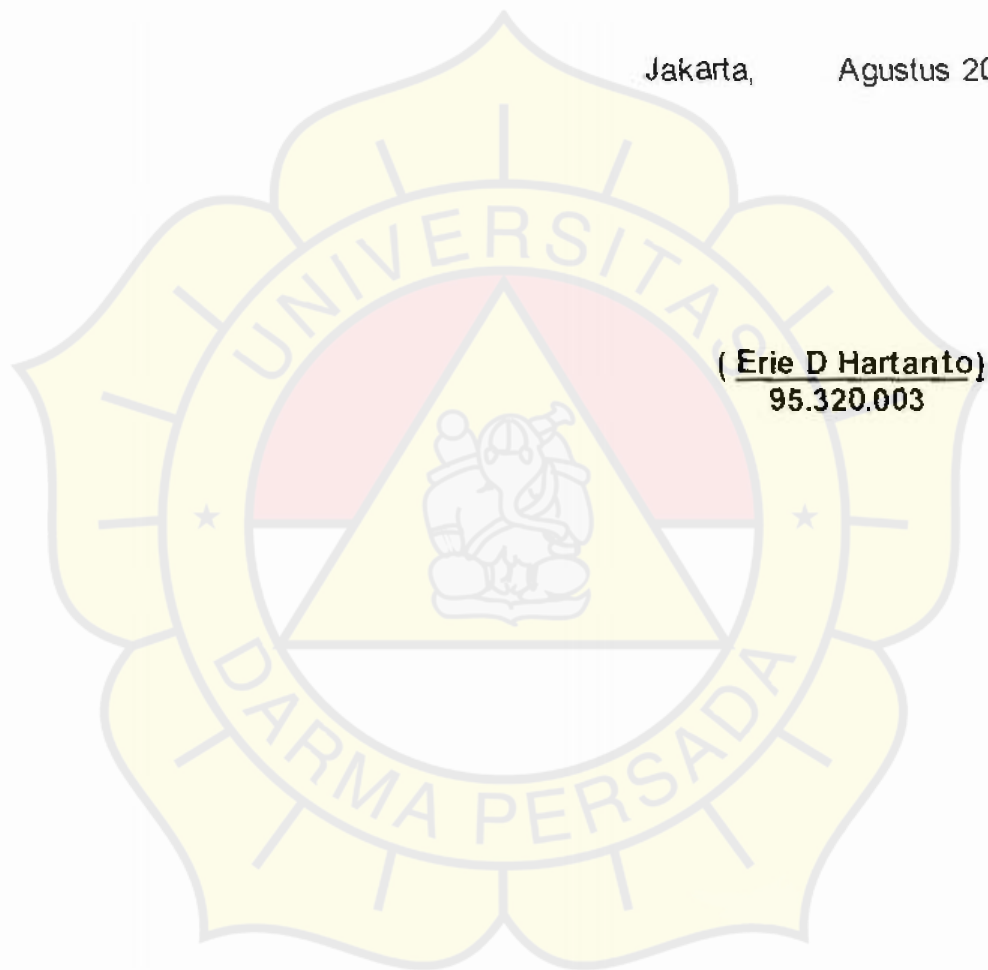 Jakarta, Agustus 20
( Erie D Hartanto)
95.320.003
UNIVERSITAS
DARMA PERSADA